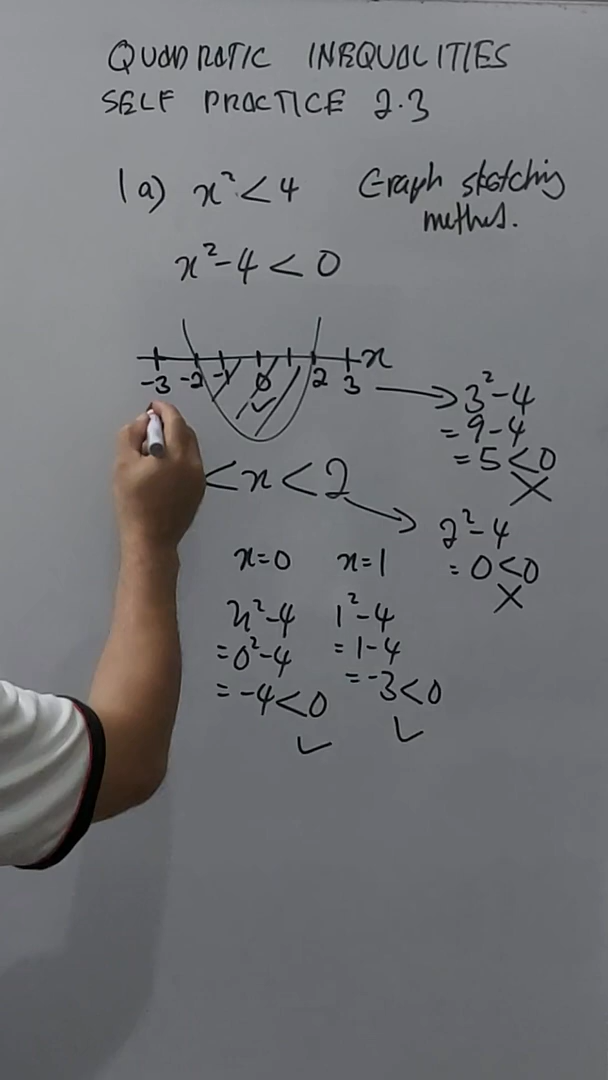 QUADRATIC INEQUALITIES
SELF PRACTICE 2.3
1a) x² < 4
Graph sketching
method.
x² - 4 < 0
-3 -2 -1 0 2 3 x
3² - 4
= 9 - 4
= 5 < 0
✗
< x < 2
2² - 4
= 0 < 0
✗
x = 0
x² - 4
= 0² - 4
= -4 < 0
✓
x = 1
1² - 4
= 1 - 4
= -3 < 0
✓